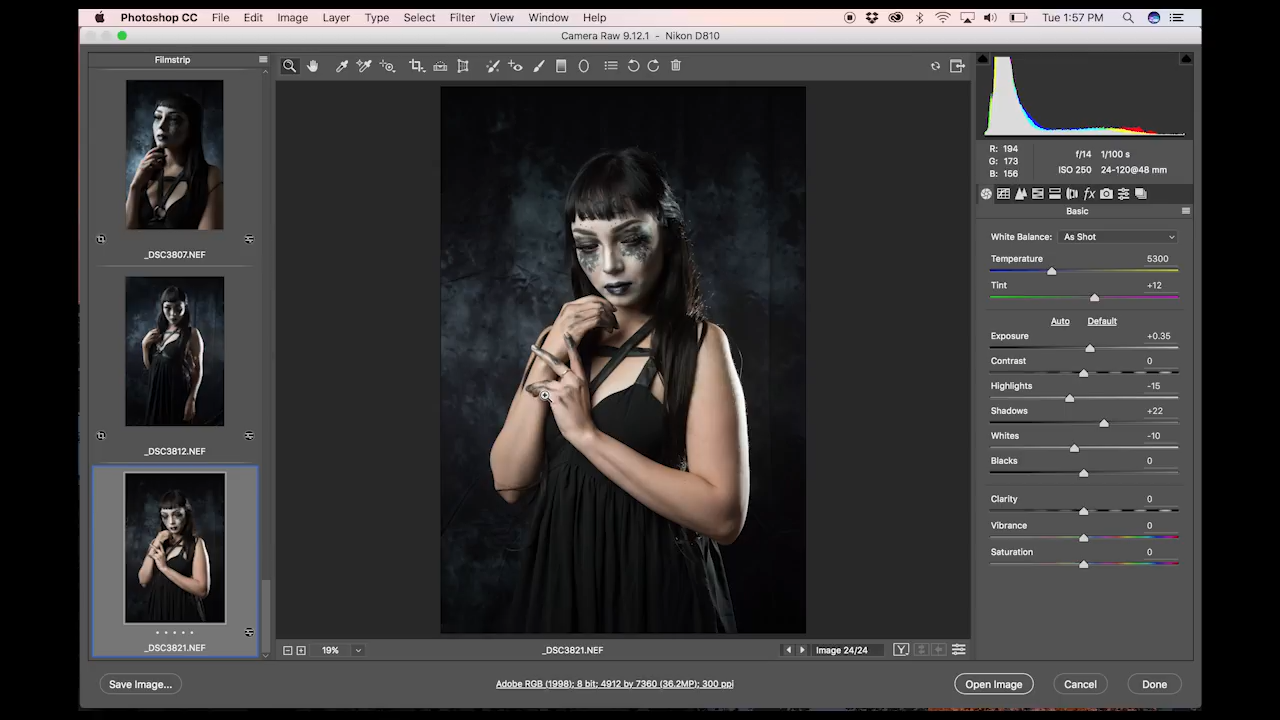 Photoshop CC File Edit Image Layer Type Select Filter View Window Help Tue 1:57 PM
Camera Raw 9.12.1 - Nikon D810
Filmstrip
_DSC3807.NEF
_DSC3812.NEF
_DSC3821.NEF
R: 194
G: 173
B: 156
f/14 1/100 s
ISO 250 24-120@48 mm
fx
Basic
White Balance: As Shot
Temperature 5300
Tint +12
Auto Default
Exposure +0.35
Contrast 0
Highlights -15
Shadows +22
Whites -10
Blacks 0
Clarity 0
Vibrance 0
Saturation 0
19% _DSC3821.NEF Image 24/24 Y
Save Image... Adobe RGB (1998); 8 bit; 4912 by 7360 (36.2MP); 300 ppi Open Image Cancel Done